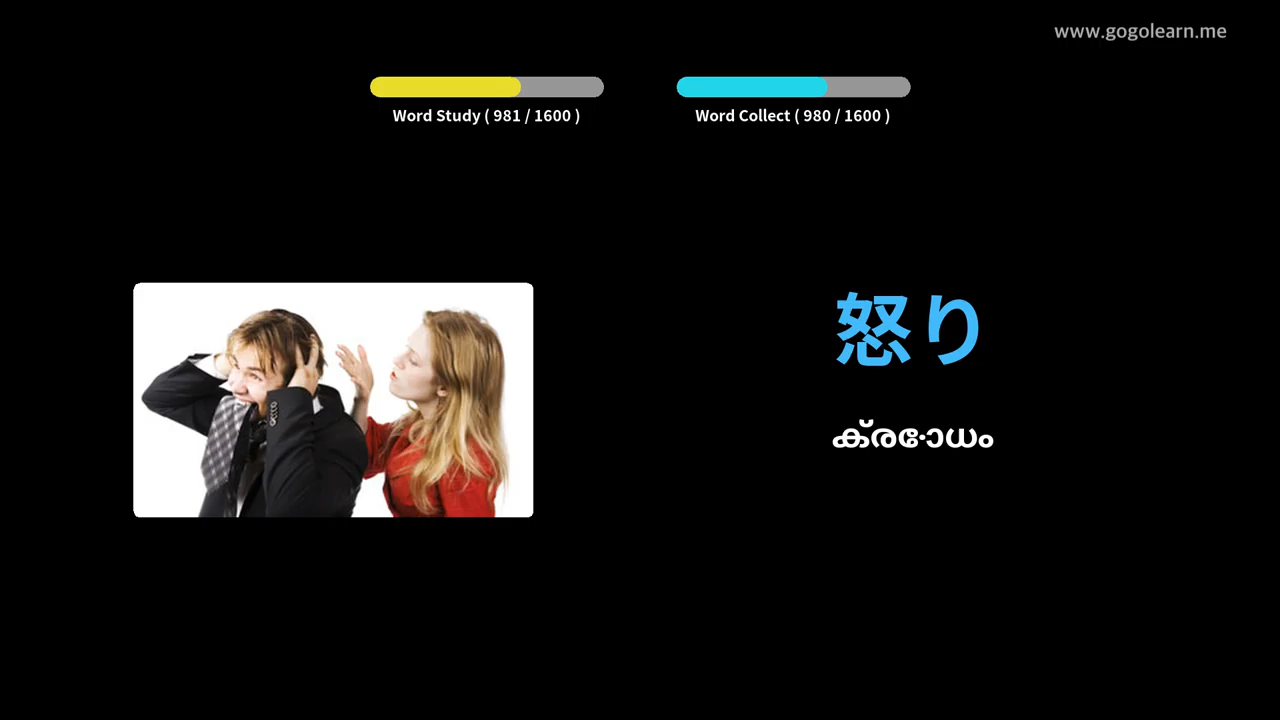 www.gogolearn.me
Word Study ( 981 / 1600 )
Word Collect ( 980 / 1600 )
怒り
ക്രോധം